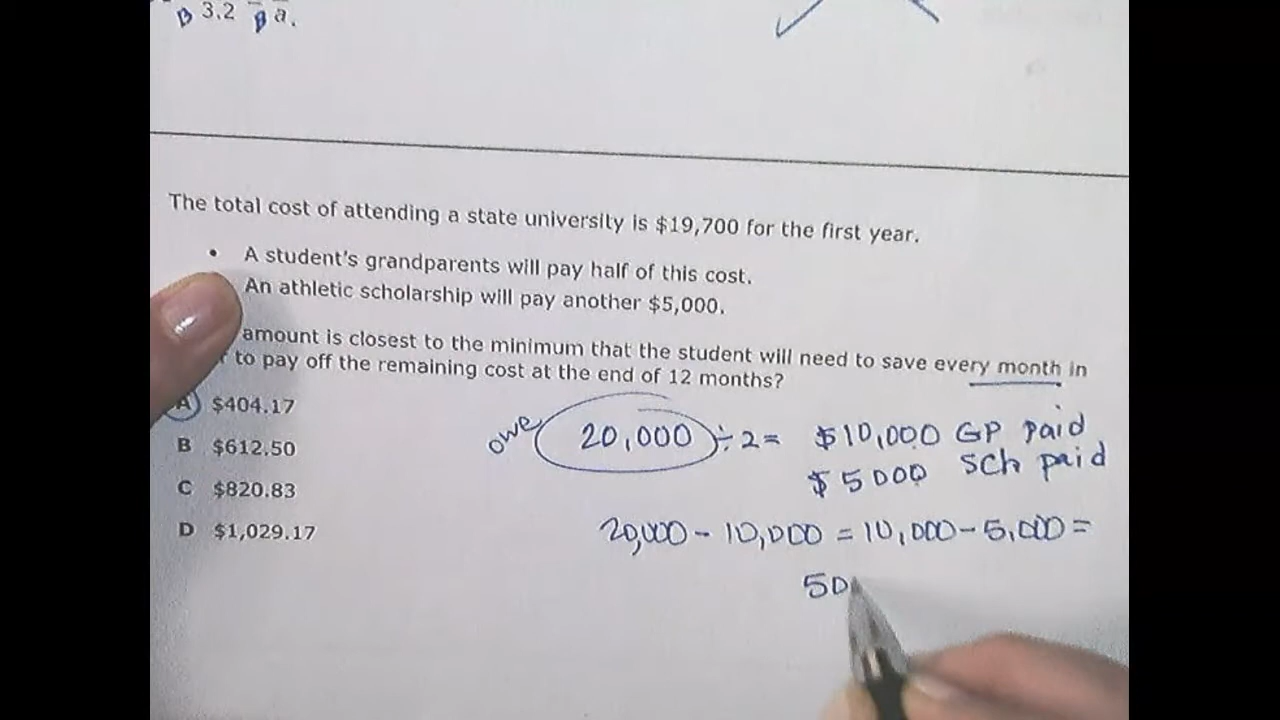 B 3.2 B a.
The total cost of attending a state university is $19,700 for the first year.
• A student's grandparents will pay half of this cost.
An athletic scholarship will pay another $5,000.
amount is closest to the minimum that the student will need to save every month in
to pay off the remaining cost at the end of 12 months?
A $404.17
B $612.50
C $820.83
D $1,029.17
owe 20,000 ÷ 2 = $10,000 GP paid
$5000 Sch paid
20,000 - 10,000 = 10,000 - 5,000 =
50